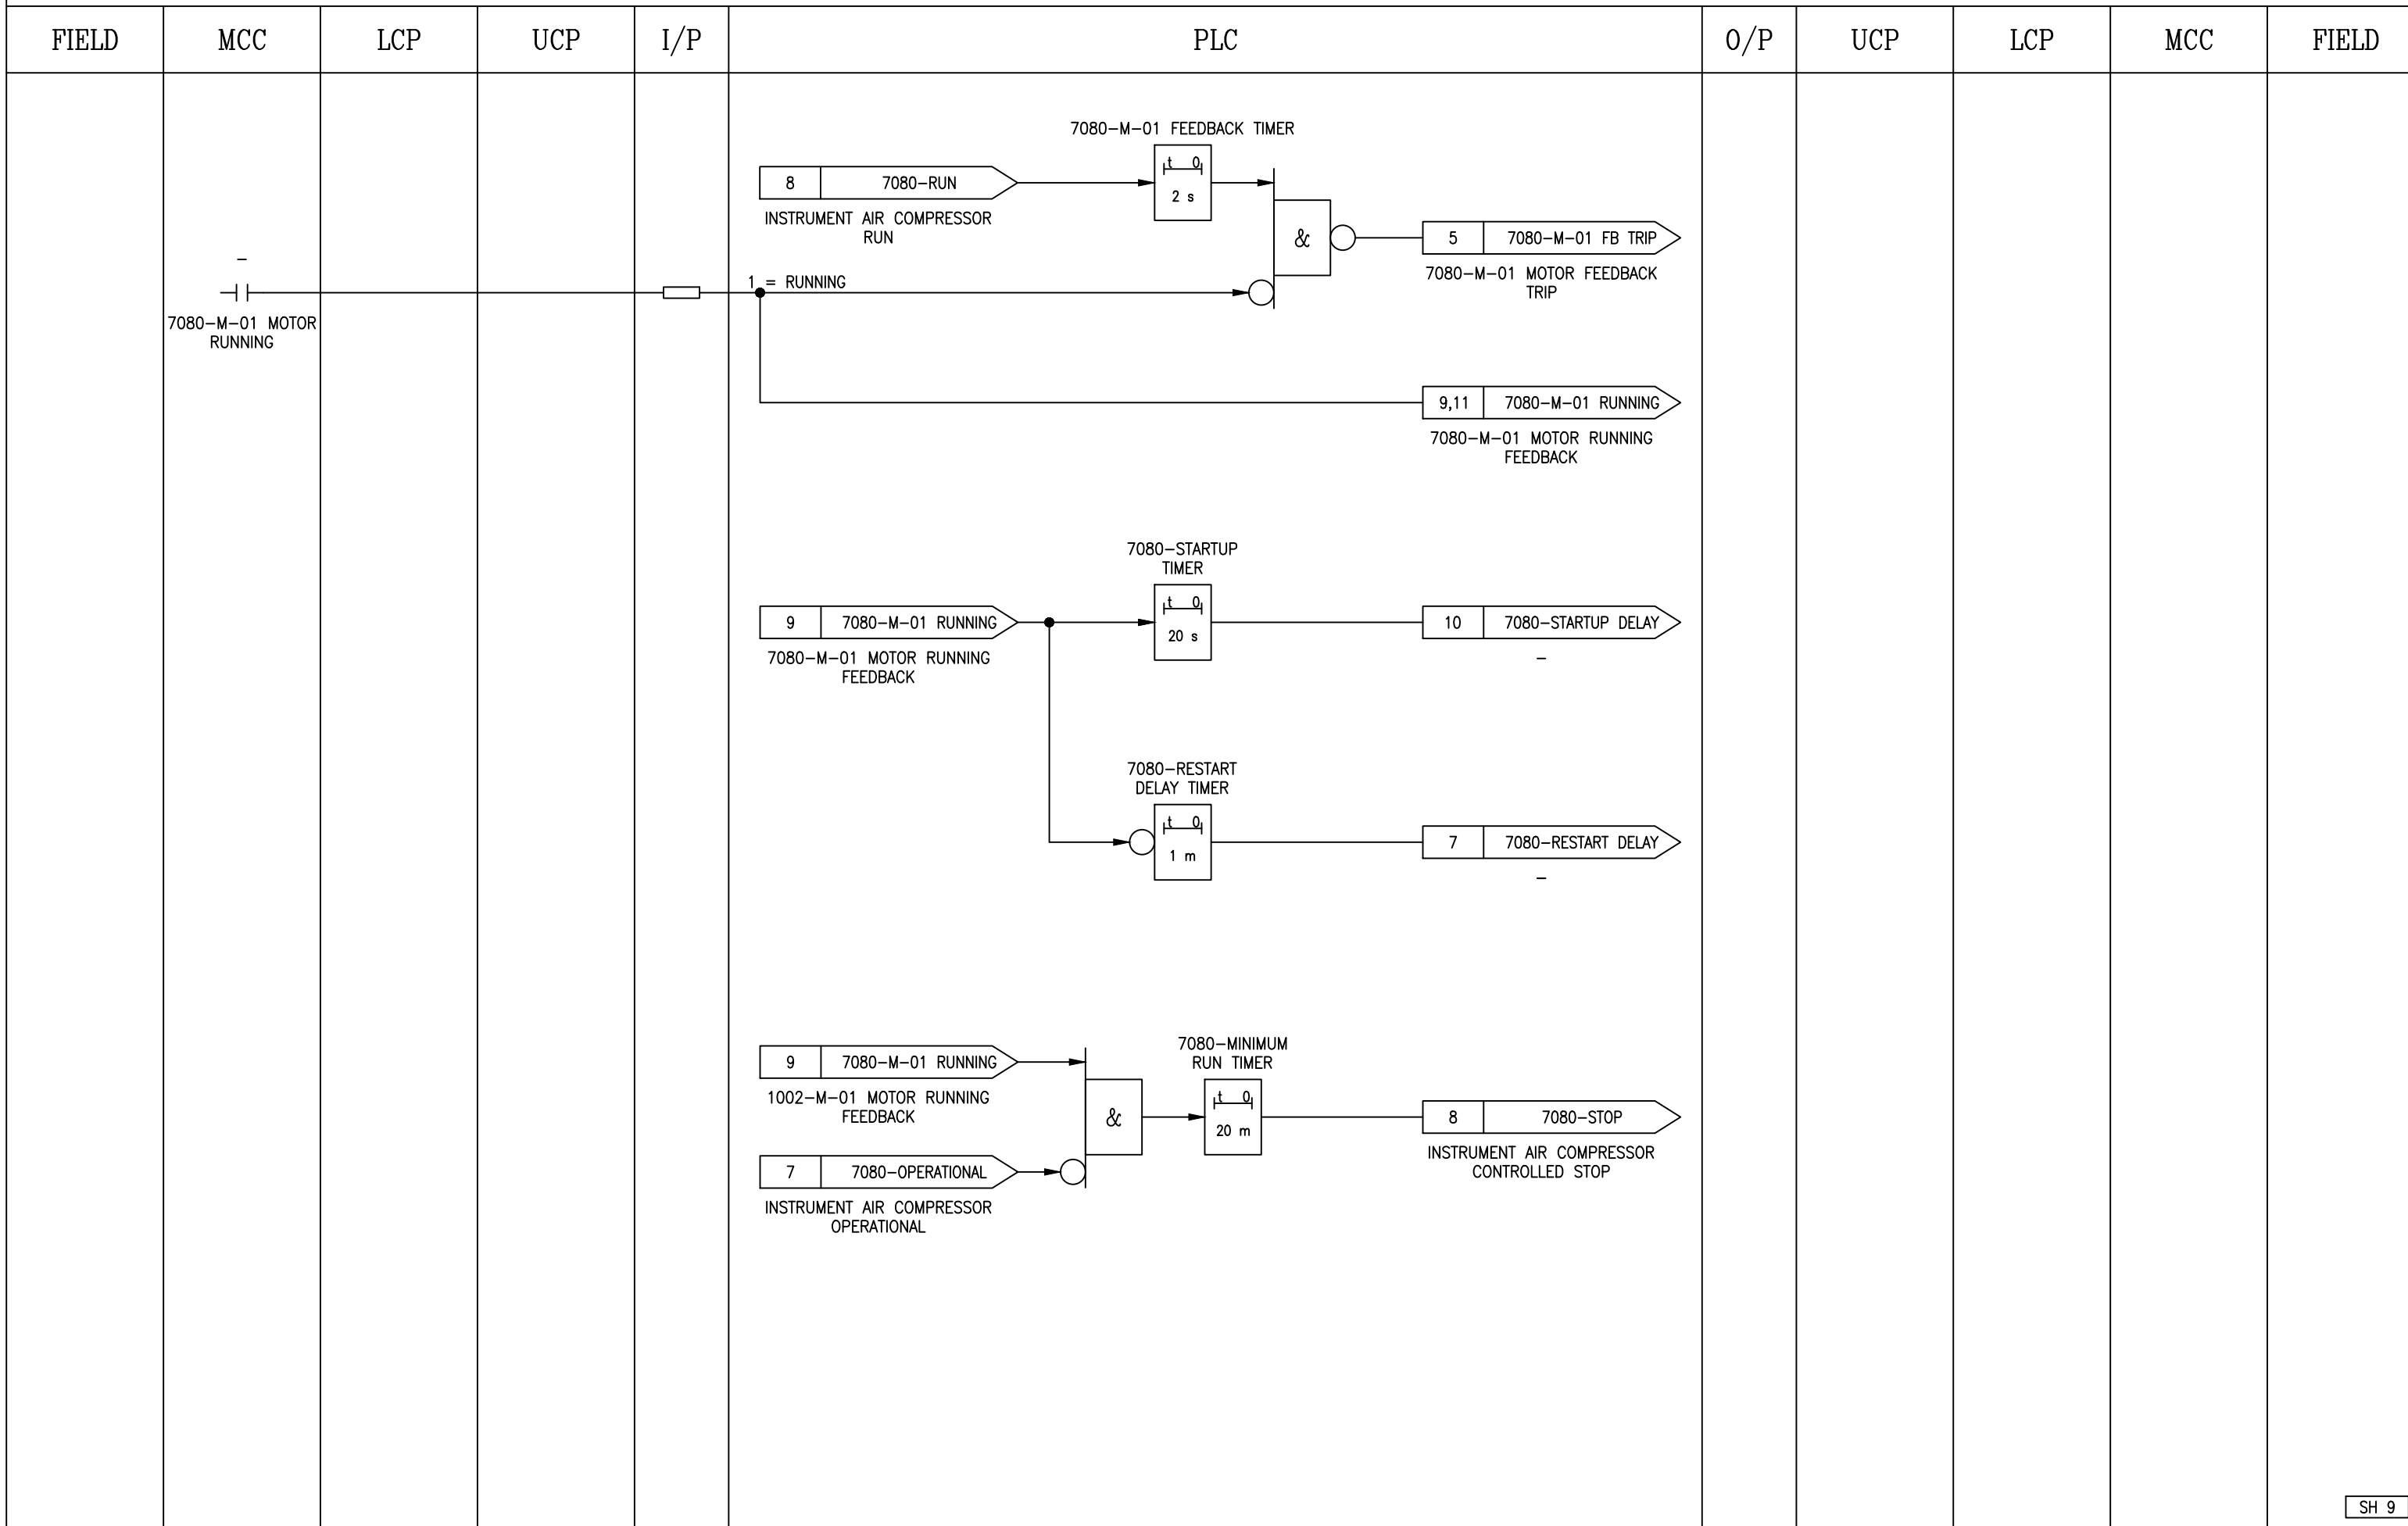 FIELD MCC LCP UCP I/P PLC O/P UCP LCP MCC FIELD
7080-M-01 FEEDBACK TIMER
t 0
8 7080-RUN
2 s
INSTRUMENT AIR COMPRESSOR
RUN
&
5 7080-M-01 FB TRIP
7080-M-01 MOTOR FEEDBACK
TRIP
-
1 = RUNNING
7080-M-01 MOTOR
RUNNING
9,11 7080-M-01 RUNNING
7080-M-01 MOTOR RUNNING
FEEDBACK
7080-STARTUP
TIMER
t 0
9 7080-M-01 RUNNING
20 s
10 7080-STARTUP DELAY
7080-M-01 MOTOR RUNNING
FEEDBACK
-
7080-RESTART
DELAY TIMER
t 0
1 m
7 7080-RESTART DELAY
-
9 7080-M-01 RUNNING
1002-M-01 MOTOR RUNNING
FEEDBACK
7080-MINIMUM
RUN TIMER
t 0
&
20 m
8 7080-STOP
INSTRUMENT AIR COMPRESSOR
CONTROLLED STOP
7 7080-OPERATIONAL
INSTRUMENT AIR COMPRESSOR
OPERATIONAL
SH 9